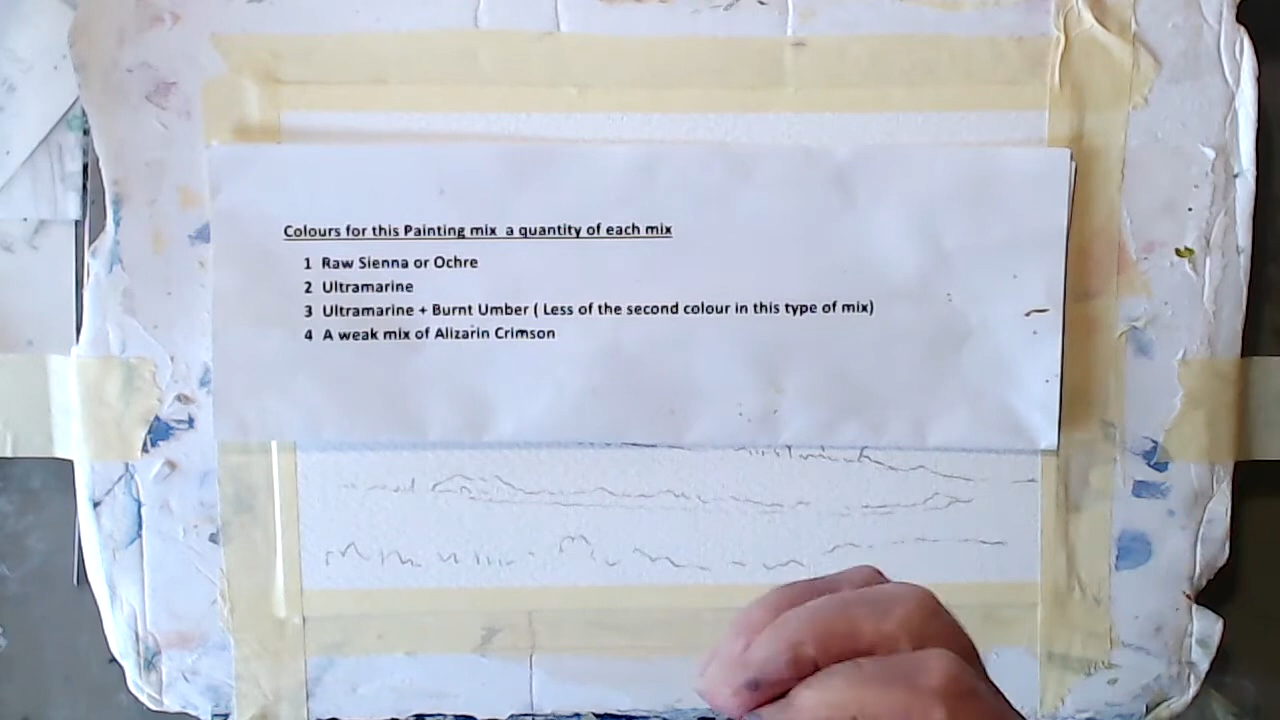 Colours for this Painting mix a quantity of each mix
1 Raw Sienna or Ochre
2 Ultramarine
3 Ultramarine + Burnt Umber ( Less of the second colour in this type of mix)
4 A weak mix of Alizarin Crimson